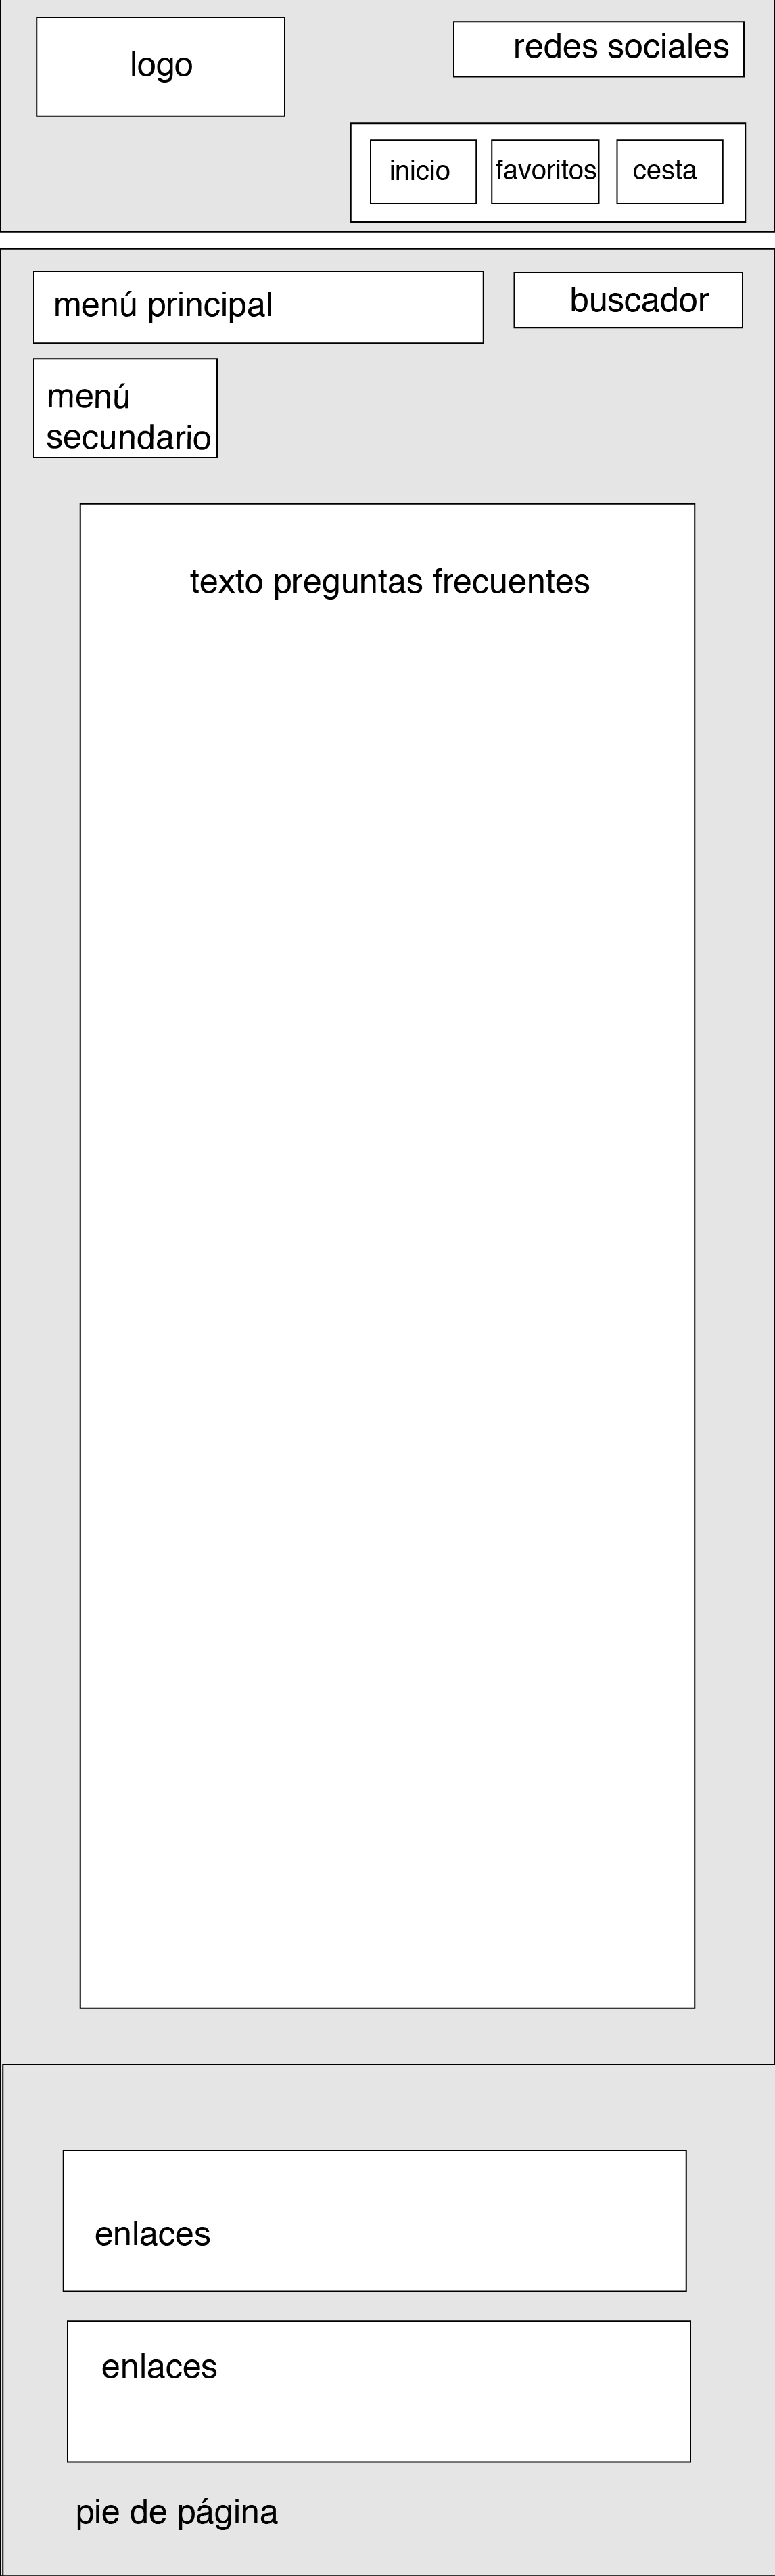 logo
redes sociales
inicio
favoritos
cesta
menú principal
buscador
menú
secundario
texto preguntas frecuentes
enlaces
enlaces
pie de página